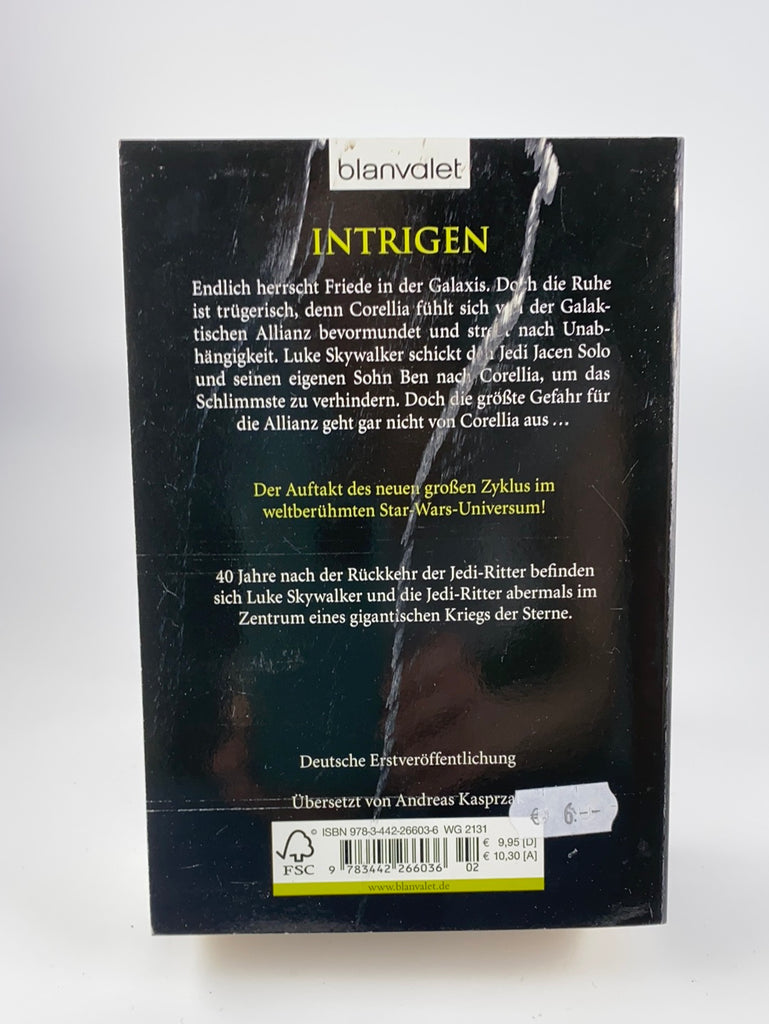 blanvalet
INTRIGEN
Endlich herrscht Friede in der Galaxis. Doch die Ruhe
ist trügerisch, denn Corellia fühlt sich von der Galak-
tischen Allianz bevormundet und strebt nach Unab-
hängigkeit. Luke Skywalker schickt den Jedi Jacen Solo
und seinen eigenen Sohn Ben nach Corellia, um das
Schlimmste zu verhindern. Doch die größte Gefahr für
die Allianz geht gar nicht von Corellia aus ...
Der Auftakt des neuen großen Zyklus im
weltberühmten Star-Wars-Universum!
40 Jahre nach der Rückkehr der Jedi-Ritter befinden
sich Luke Skywalker und die Jedi-Ritter abermals im
Zentrum eines gigantischen Kriegs der Sterne.
Deutsche Erstveröffentlichung
Übersetzt von Andreas
€ 6.--
© ISBN 978-3-442-26603-6 WG 2131
€ 9,95 [D]
€ 10,30 [A]
FSC
9 783442 266036 02
www.blanvalet.de